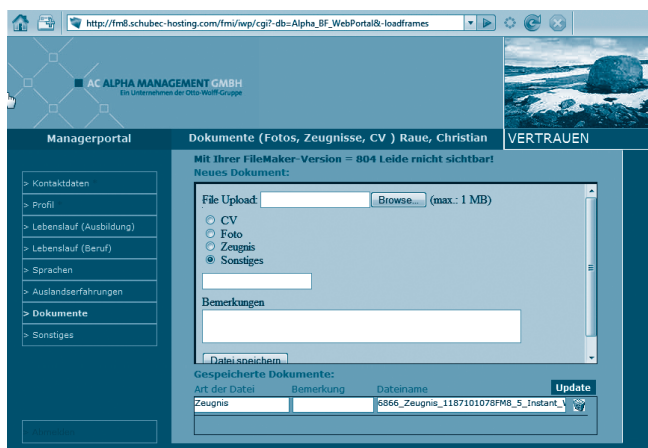 http://fm8.schubec-hosting.com/fmi/iwp/cgi?-db=Alpha_BF_WebPortal&-loadframes
AC ALPHA MANAGEMENT GMBH
Ein Unternehmen der Otto-Wolff-Gruppe
Managerportal
Dokumente (Fotos, Zeugnisse, CV ) Raue, Christian
VERTRAUEN
Mit Ihrer FileMaker-Version = 804 Leide rnicht sichtbar!
Neues Dokument:
> Kontaktdaten
> Profil
> Lebenslauf (Ausbildung)
> Lebenslauf (Beruf)
> Sprachen
> Auslandserfahrungen
> Dokumente
> Sonstiges
File Upload: Browse... (max.: 1 MB)
CV
Foto
Zeugnis
Sonstiges
Bemerkungen
Datei speichern
Gespeicherte Dokumente:
Art der Datei Bemerkung Dateiname Update
Zeugnis 6866_Zeugnis_1187101078FM8_5_Instant_